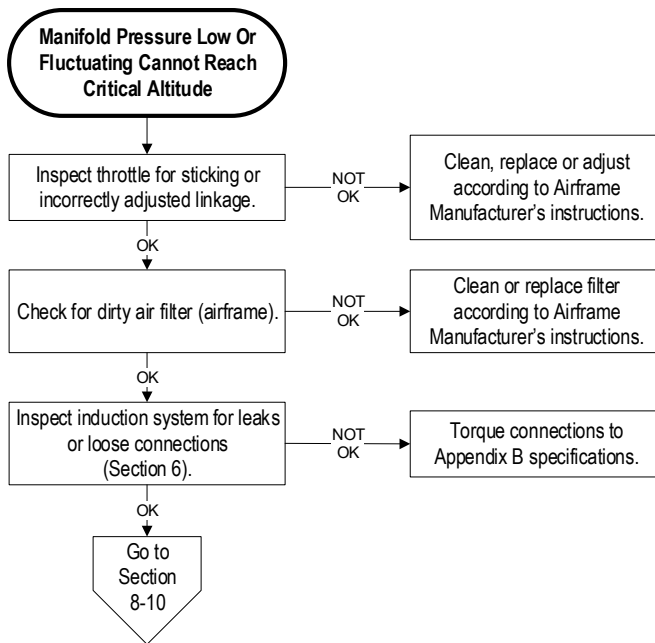 Manifold Pressure Low Or
Fluctuating Cannot Reach
Critical Altitude
Inspect throttle for sticking or
incorrectly adjusted linkage.
NOT
OK
Clean, replace or adjust
according to Airframe
Manufacturer's instructions.
OK
Check for dirty air filter (airframe).
NOT
OK
Clean or replace filter
according to Airframe
Manufacturer's instructions.
OK
Inspect induction system for leaks
or loose connections
(Section 6).
NOT
OK
Torque connections to
Appendix B specifications.
OK
Go to
Section
8-10